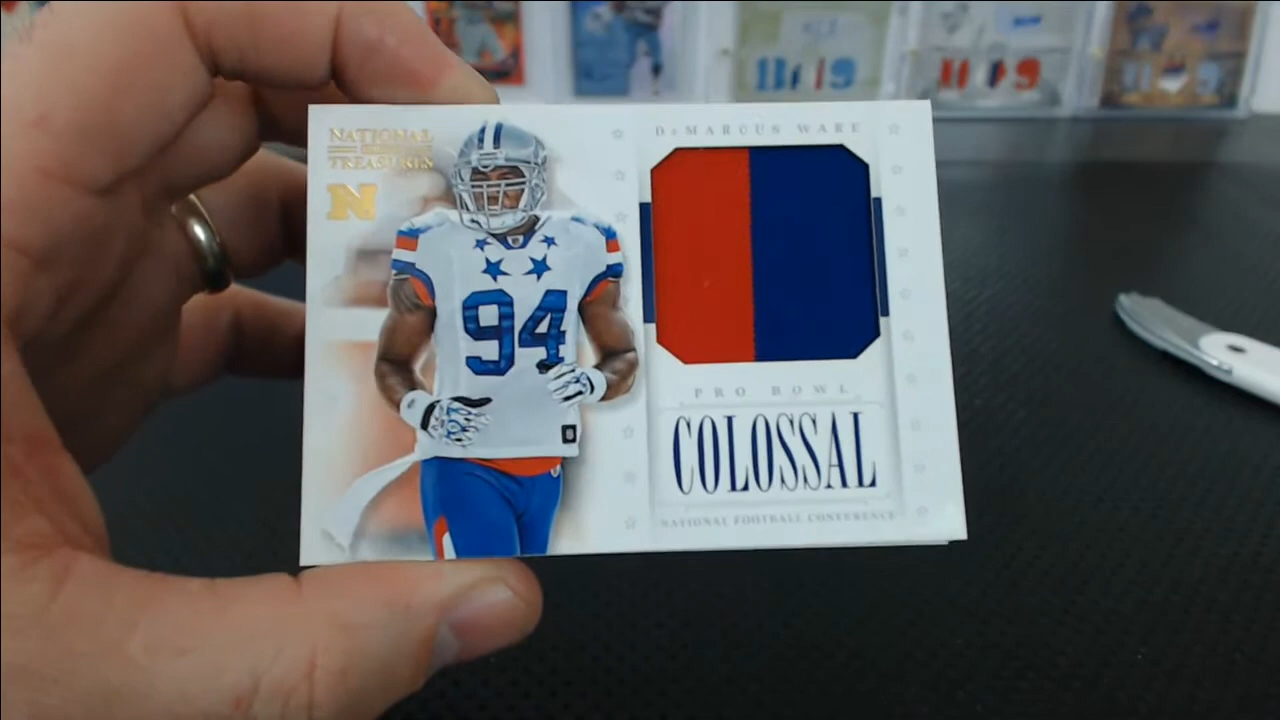 NATIONAL
TREASURES
N
DeMARCUS WARE
94
PRO BOWL
COLOSSAL
NATIONAL FOOTBALL CONFERENCE